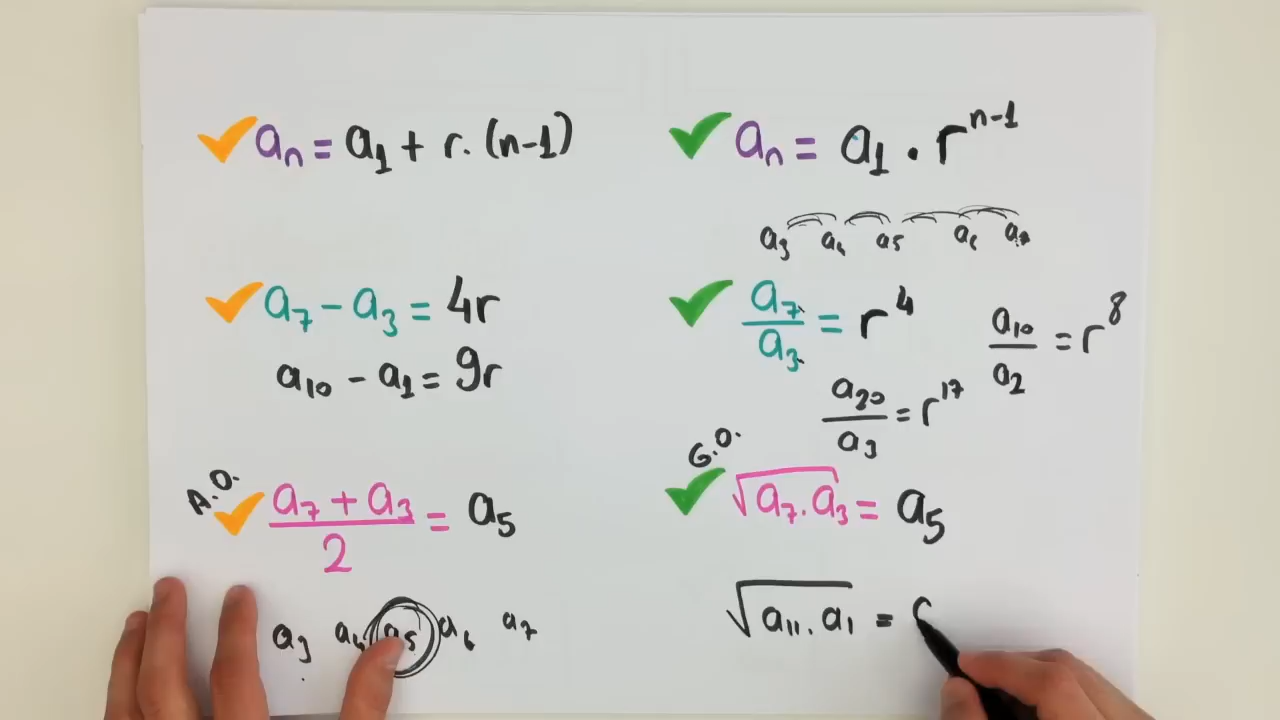 aₙ = a₁ + r . (n-1)
a₇ - a₃ = 4r
a₁₀ - a₁ = 9r
A.O.
(a₇ + a₃)/2 = a₅
a₃ a₄ a₅ a₆ a₇
aₙ = a₁ . rⁿ⁻¹
a₃ a₄ a₅ a₆ a₇
a₇/a₃ = r⁴
a₁₀/a₂ = r⁸
a₂₀/a₃ = r¹⁷
G.O.
√(a₇ . a₃) = a₅
√(a₁₁ . a₁) =